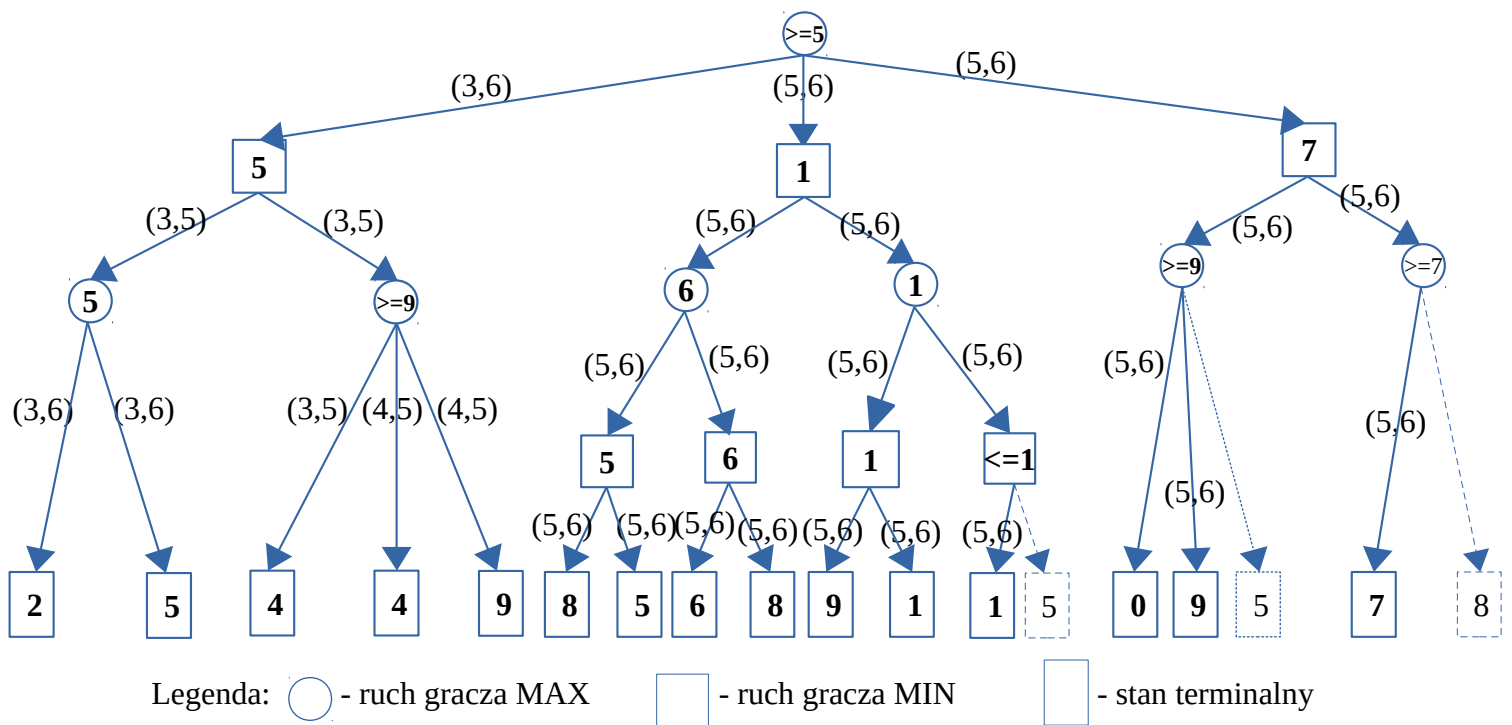 >=5
(3,6) (5,6) (5,6)
5 1 7
(3,5) (3,5) (5,6) (5,6) (5,6) (5,6)
5 >=9 6 1 >=9 >=7
(5,6) (5,6) (5,6) (5,6) (5,6)
(3,6) (3,6) (3,5) (4,5) (4,5) (5,6)
5 6 1 <=1
(5,6)
(5,6) (5,6) (5,6) (5,6) (5,6) (5,6) (5,6)
2 5 4 4 9 8 5 6 8 9 1 1 5 0 9 5 7 8
Legenda: - ruch gracza MAX - ruch gracza MIN - stan terminalny